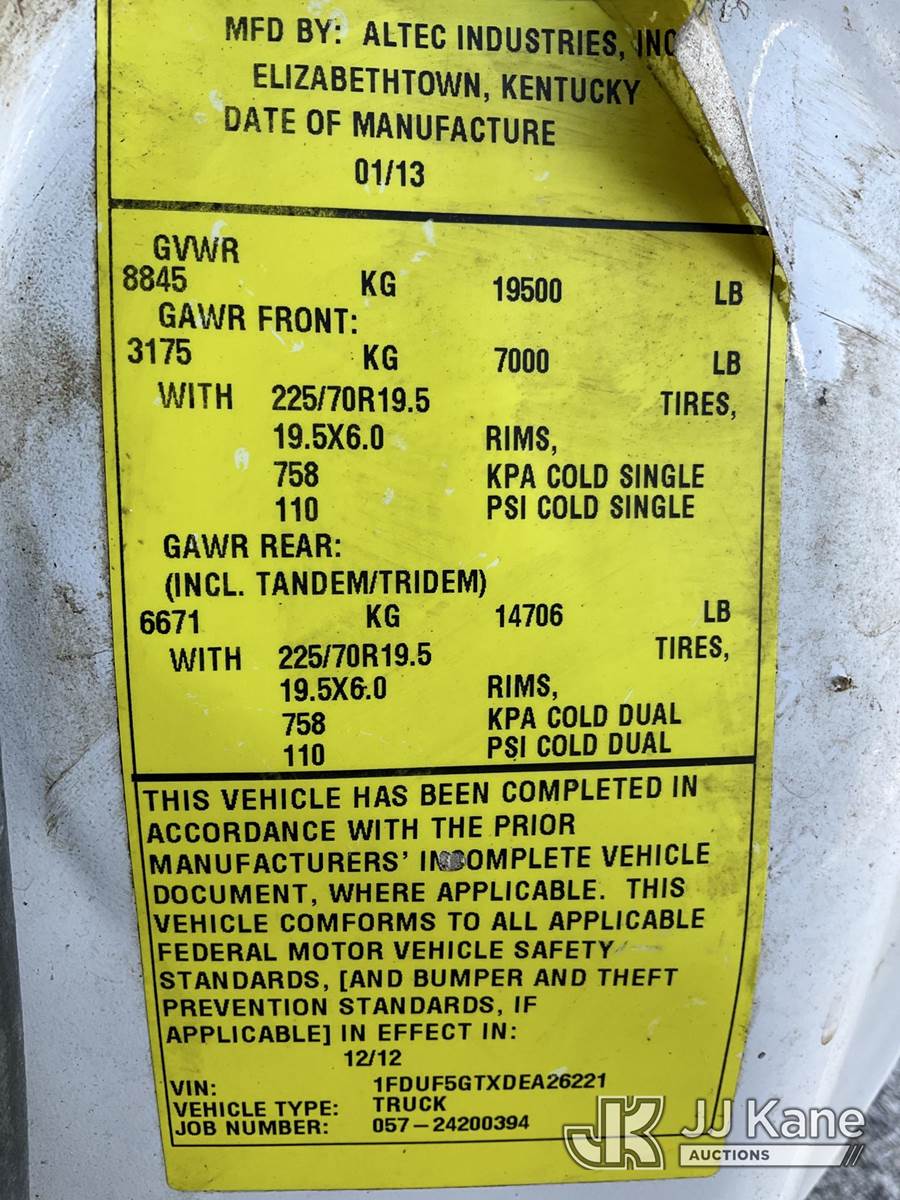 MFD BY: ALTEC INDUSTRIES, INC
ELIZABETHTOWN, KENTUCKY
DATE OF MANUFACTURE
01/13
GVWR
8845 KG 19500 LB
GAWR FRONT:
3175 KG 7000 LB
WITH 225/70R19.5 TIRES,
19.5X6.0 RIMS,
758 KPA COLD SINGLE
110 PSI COLD SINGLE
GAWR REAR:
(INCL. TANDEM/TRIDEM)
6671 KG 14706 LB
WITH 225/70R19.5 TIRES,
19.5X6.0 RIMS,
758 KPA COLD DUAL
110 PSI COLD DUAL
THIS VEHICLE HAS BEEN COMPLETED IN
ACCORDANCE WITH THE PRIOR
MANUFACTURERS' INCOMPLETE VEHICLE
DOCUMENT, WHERE APPLICABLE. THIS
VEHICLE COMFORMS TO ALL APPLICABLE
FEDERAL MOTOR VEHICLE SAFETY
STANDARDS, [AND BUMPER AND THEFT
PREVENTION STANDARDS, IF
APPLICABLE] IN EFFECT IN:
12/12
VIN: 1FDUF5GTXDEA26221
VEHICLE TYPE: TRUCK
JOB NUMBER: 057-24200394
JK JJ Kane
AUCTIONS